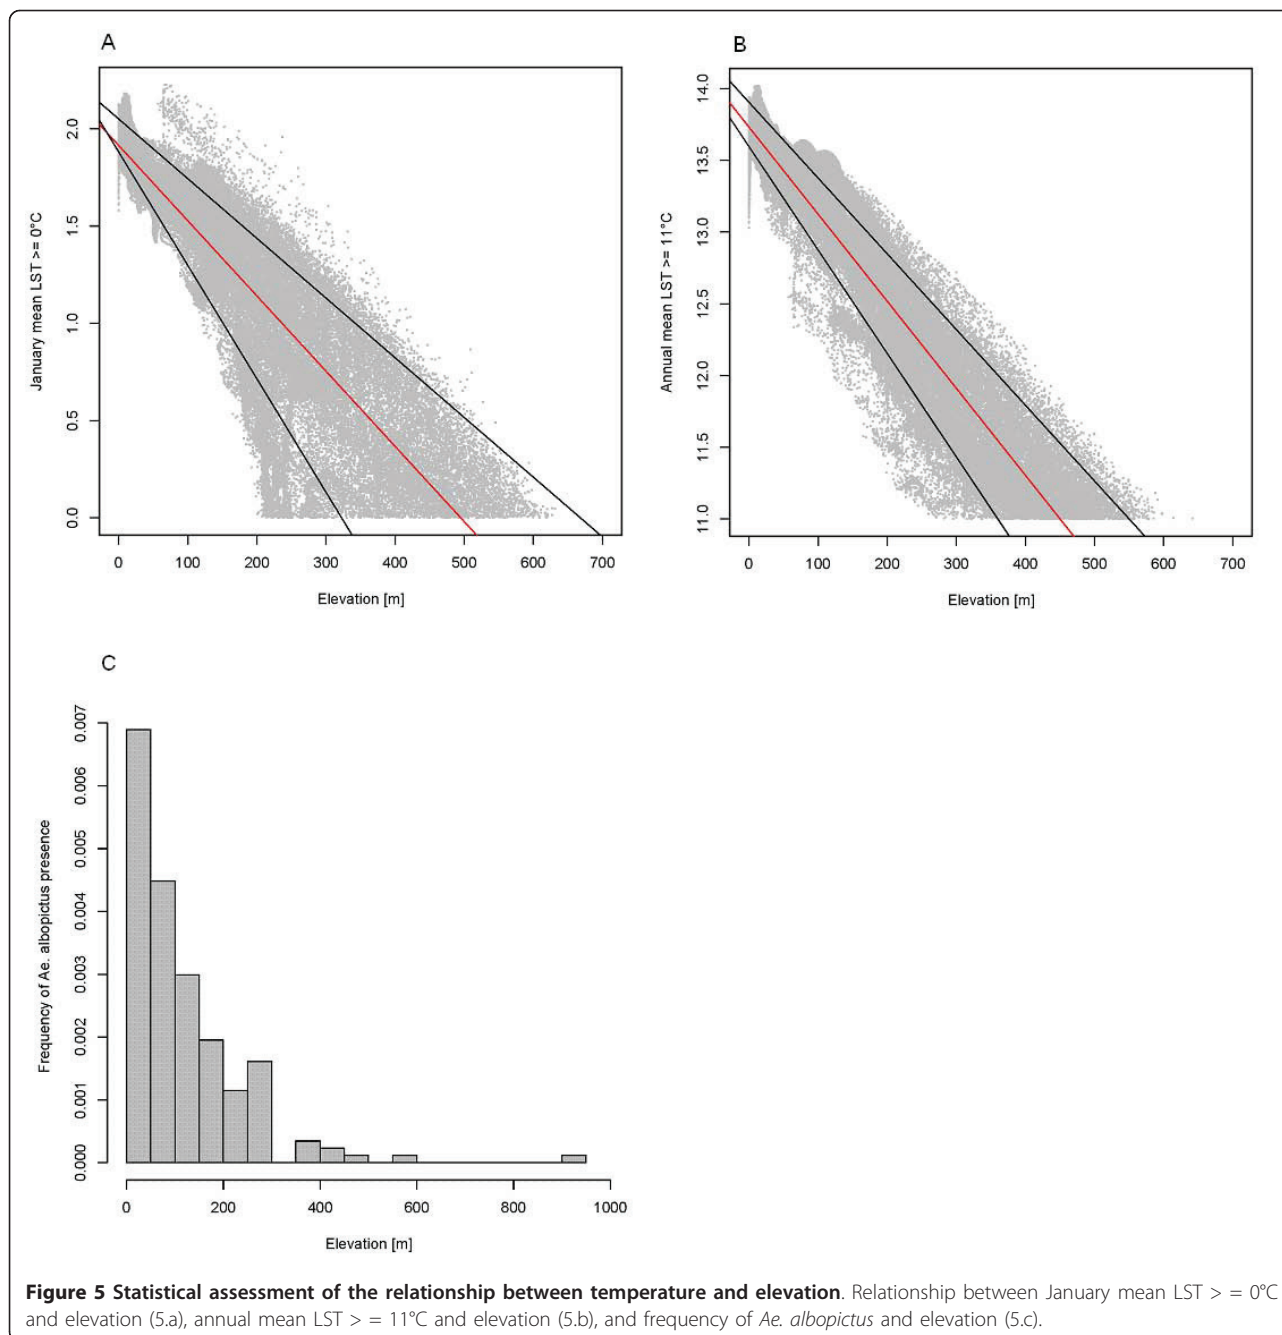 A
January mean LST >= 0°C
2.0
1.5
1.0
0.5
0.0
0 100 200 300 400 500 600 700
Elevation [m]
B
Annual mean LST >= 11°C
14.0
13.5
13.0
12.5
12.0
11.5
11.0
0 100 200 300 400 500 600 700
Elevation [m]
C
Frequency of Ae. albopictus presence
0.007
0.006
0.005
0.004
0.003
0.002
0.001
0.000
0 200 400 600 800 1000
Elevation [m]
Figure 5 Statistical assessment of the relationship between temperature and elevation. Relationship between January mean LST > = 0°C
and elevation (5.a), annual mean LST > = 11°C and elevation (5.b), and frequency of Ae. albopictus and elevation (5.c).